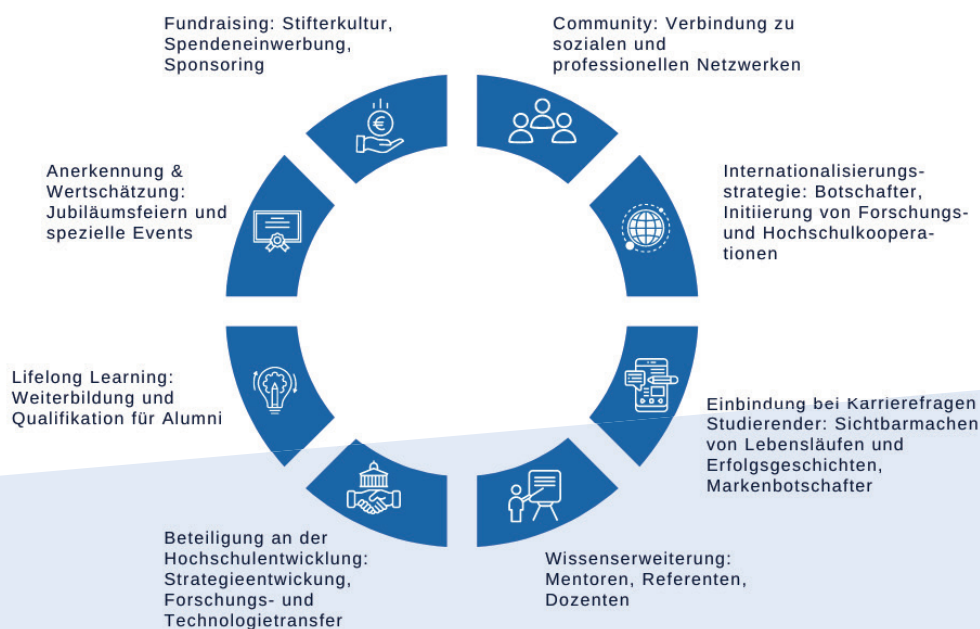 Fundraising: Stifterkultur,
Spendeneinwerbung,
Sponsoring
Community: Verbindung zu
sozialen und
professionellen Netzwerken
Anerkennung &
Wertschätzung:
Jubiläumsfeiern und
spezielle Events
Internationalisierungs-
strategie: Botschafter,
Initiierung von Forschungs-
und Hochschulkoopera-
tionen
Lifelong Learning:
Weiterbildung und
Qualifikation für Alumni
Einbindung bei Karrierefragen
Studierender: Sichtbarmachen
von Lebensläufen und
Erfolgsgeschichten,
Markenbotschafter
Beteiligung an der
Hochschulentwicklung:
Strategieentwickung,
Forschungs- und
Technologietransfer
Wissenserweiterung:
Mentoren, Referenten,
Dozenten
€